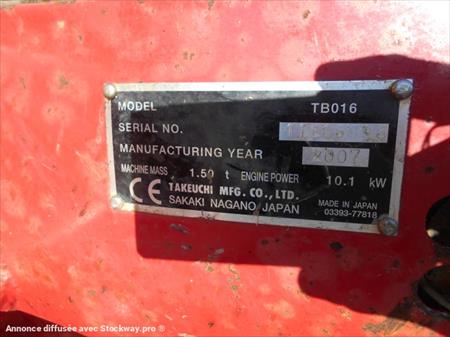 MODEL TB016
SERIAL NO.
MANUFACTURING YEAR 2007
MACHINE MASS 1.59 t ENGINE POWER 10.1 kW
CE TAKEUCHI MFG. CO., LTD.
SAKAKI NAGANO JAPAN
MADE IN JAPAN
03393-77818
Annonce diffusée avec Stockway.pro ®